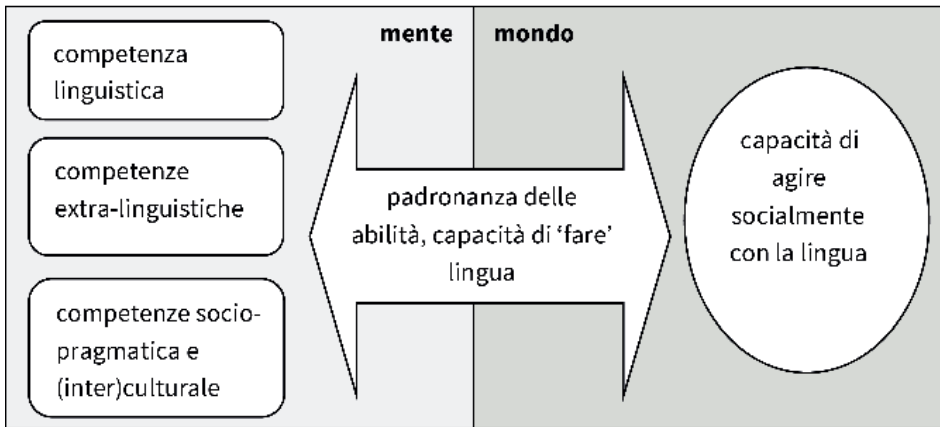 mente mondo
competenza
linguistica
competenze
extra-linguistiche
competenze socio-
pragmatica e
(inter)culturale
padronanza delle
abilità, capacità di ‘fare’
lingua
capacità di
agire
socialmente
con la lingua